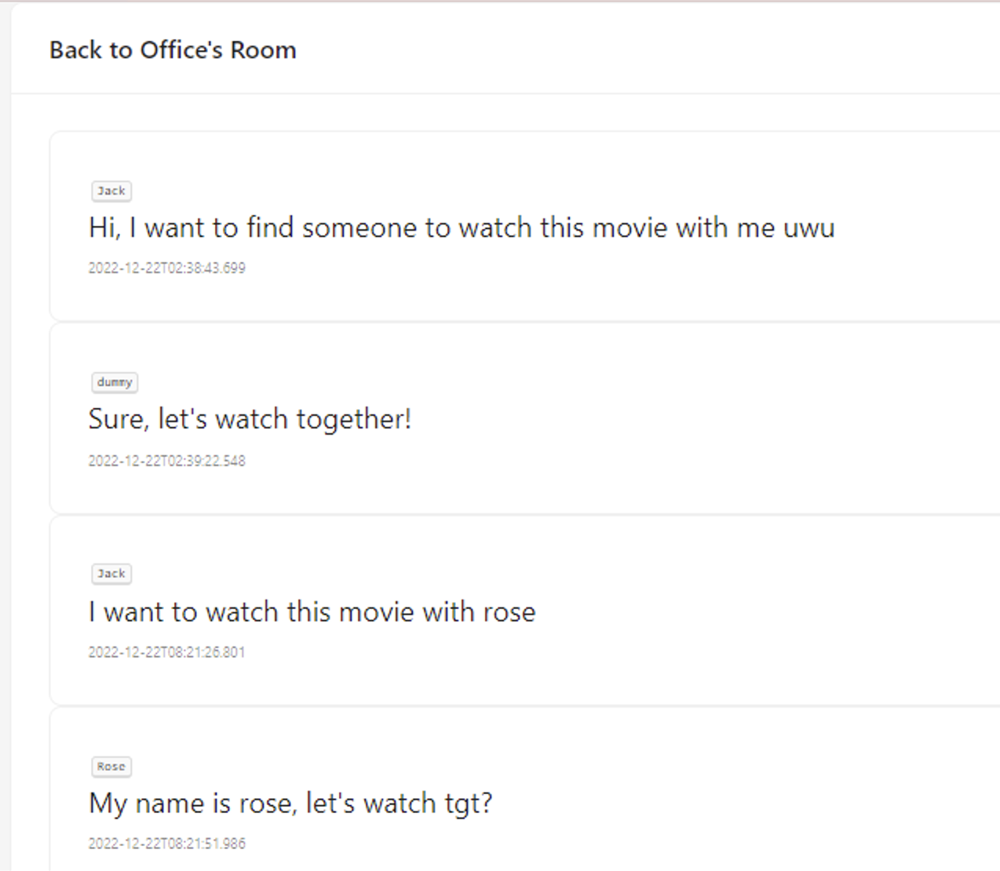 Back to Office's Room
Jack
Hi, I want to find someone to watch this movie with me uwu
2022-12-22T02:38:43.699
dummy
Sure, let's watch together!
2022-12-22T02:39:22.548
Jack
I want to watch this movie with rose
2022-12-22T08:21:26.801
Rose
My name is rose, let's watch tgt?
2022-12-22T08:21:51.986